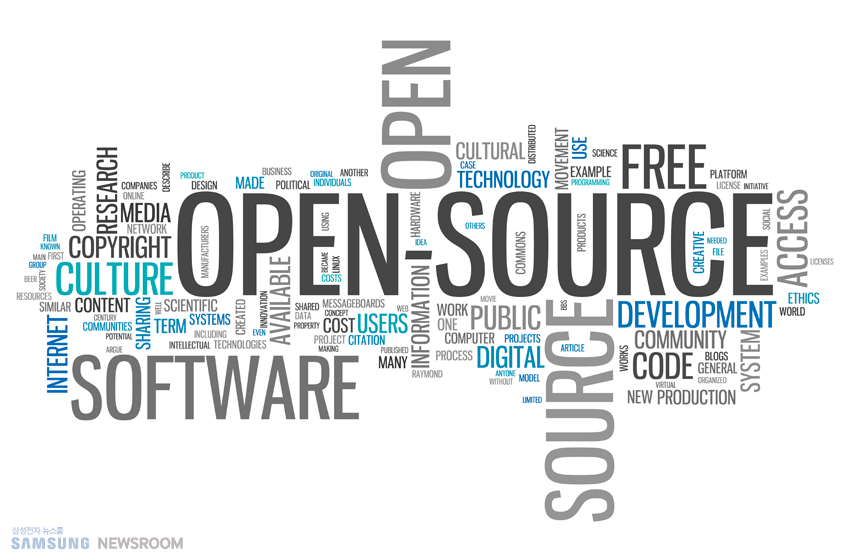 OPEN
CULTURAL
DISTRIBUTED
MOVEMENT
USE
SCIENCE
FREE
PLATFORM
LICENSE
INITIATIVE
CASE
TECHNOLOGY
EXAMPLE
PROGRAMMING
OPERATING
RESEARCH
COMPANIES
ONLINE
DESCRIBE
PRODUCT
DESIGN
MADE
BUSINESS
POLITICAL
ORIGINAL
INDIVIDUALS
ANOTHER
MEDIA
NETWORK
COPYRIGHT
FILM
KNOWN
MAIN
FIRST
GROUP
BEER
SOCIETY
CULTURE
RESOURCES
SIMILAR
CONTENT
OPEN-SOURCE
MANUFACTURERS
USING
BECAME
LINUX
COSTS
HARDWARE
IDEA
OTHERS
COMMONS
PRODUCTS
CREATIVE
NEEDED
FILE
SOCIAL
EXAMPLES
ACCESS
LICENSES
ETHICS
WORLD
INTERNET
CENTURY
COMMUNITIES
POTENTIAL
ARGUE
SHARING
WELL
SCIENTIFIC
TERM
SYSTEMS
INCLUDING
INTELLECTUAL
TECHNOLOGIES
CREATED
EVEN
INNOVATION
AVAILABLE
SHARED
DATA
PROPERTY
MESSAGEBOARDS
CONCEPT
COST
USERS
WEB
PROJECT
CITATION
MAKING
PUBLISHED
MANY
INFORMATION
RAYMOND
MOVIE
WORK
ONE
PUBLIC
COMPUTER
PROJECTS
PROCESS
DIGITAL
ANYONE
WITHOUT
MODEL
LIMITED
BBS
ARTICLE
SOURCE
DEVELOPMENT
COMMUNITY
WORKS
CODE
BLOGS
GENERAL
VIRTUAL
ORGANIZED
SYSTEM
NEW
PRODUCTION
SOFTWARE
삼성전자 뉴스룸
SAMSUNG NEWSROOM